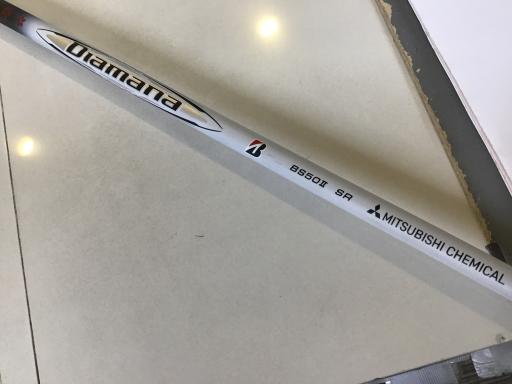 Diamana
B
BS50II SR
MITSUBISHI CHEMICAL